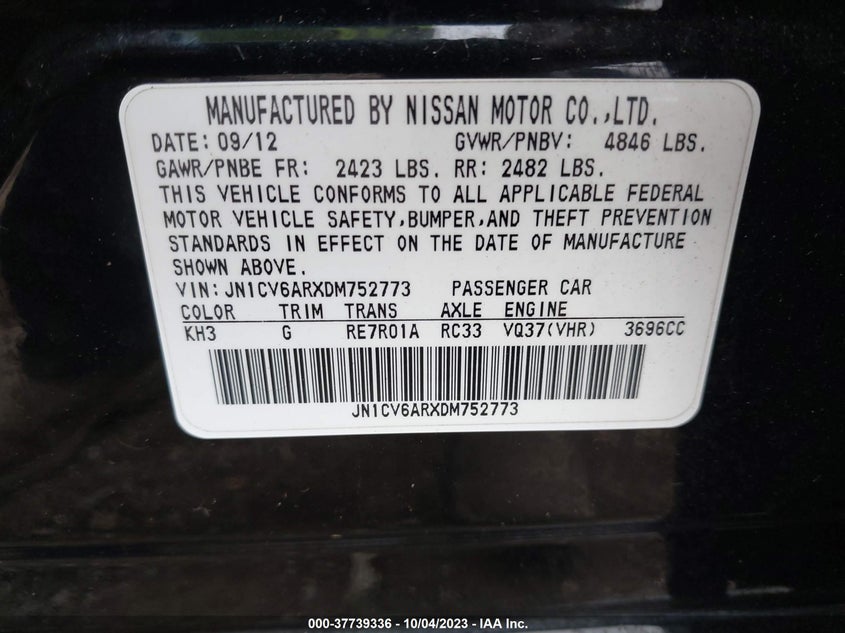 MANUFACTURED BY NISSAN MOTOR CO.,LTD.
DATE: 09/12 GVWR/PNBV: 4846 LBS.
GAWR/PNBE FR: 2423 LBS. RR: 2482 LBS.
THIS VEHICLE CONFORMS TO ALL APPLICABLE FEDERAL
MOTOR VEHICLE SAFETY,BUMPER,AND THEFT PREVENTION
STANDARDS IN EFFECT ON THE DATE OF MANUFACTURE
SHOWN ABOVE.
VIN: JN1CV6ARXDM752773 PASSENGER CAR
COLOR TRIM TRANS AXLE ENGINE
KH3 G RE7R01A RC33 VQ37(VHR) 3696CC
JN1CV6ARXDM752773
000-37739336 - 10/04/2023 - IAA Inc.